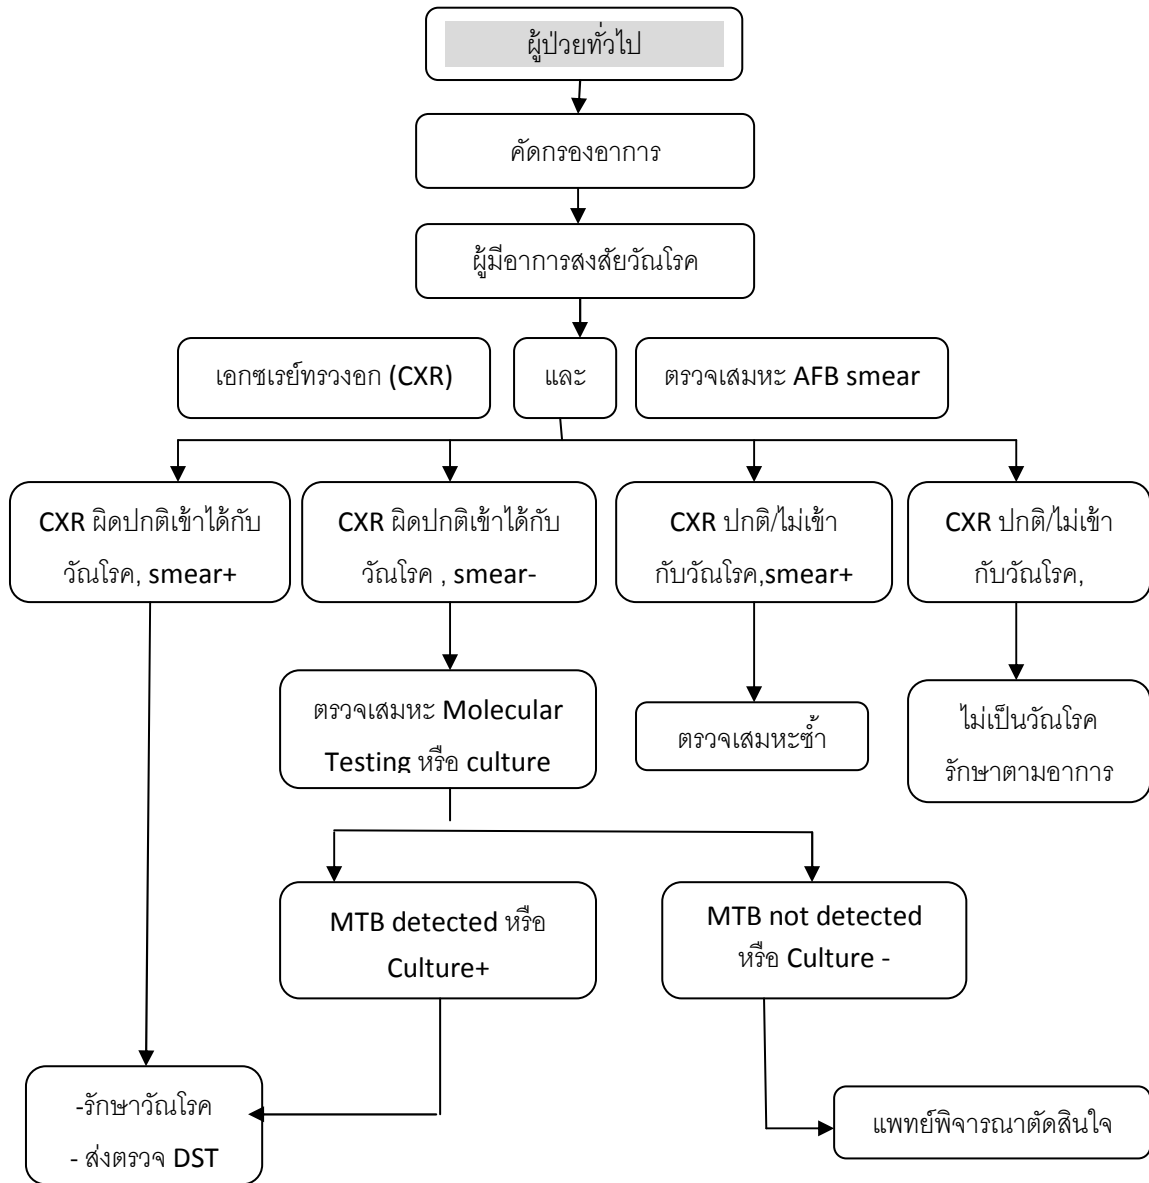 ผู้ป่วยทั่วไป
คัดกรองอาการ
ผู้มีอาการสงสัยวัณโรค
เอกซเรย์ทรวงอก (CXR)
และ
ตรวจเสมหะ AFB smear
CXR ผิดปกติเข้าได้กับ
วัณโรค, smear+
CXR ผิดปกติเข้าได้กับ
วัณโรค , smear-
CXR ปกติ/ไม่เข้า
กับวัณโรค,smear+
CXR ปกติ/ไม่เข้า
กับวัณโรค,
ตรวจเสมหะ Molecular
Testing หรือ culture
ตรวจเสมหะซ้ำ
ไม่เป็นวัณโรค
รักษาตามอาการ
MTB detected หรือ
Culture+
MTB not detected
หรือ Culture -
-รักษาวัณโรค
- ส่งตรวจ DST
แพทย์พิจารณาตัดสินใจ